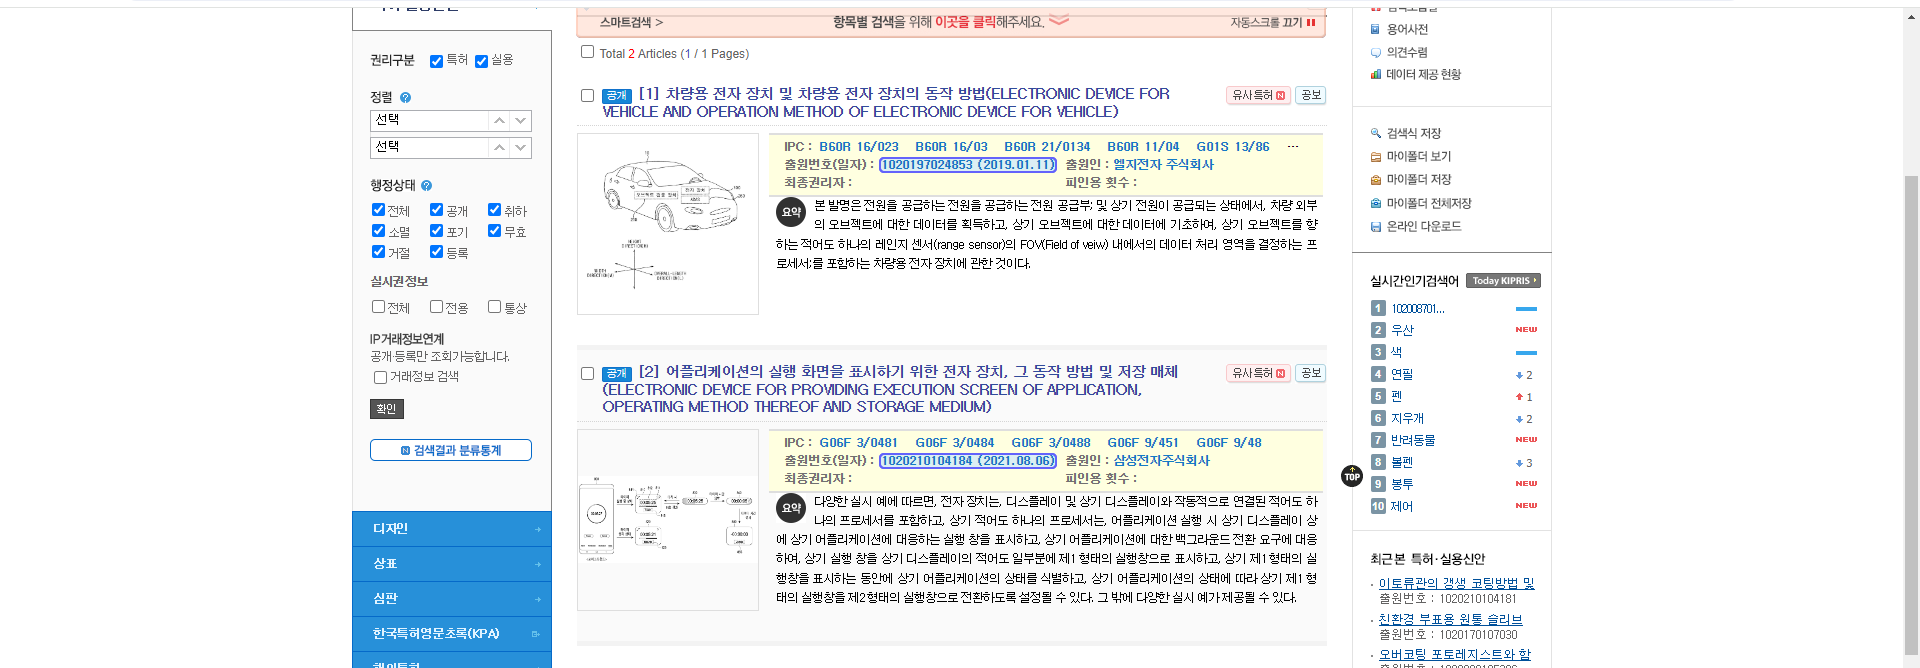 권리구분 특허 실용
정렬
선택
선택
행정상태
전체 공개 취하
소멸 포기 무효
거절 등록
실시권정보
전체 전용 통상
IP거래정보연계
공개·등록만 조회가능합니다.
거래정보 검색
확인
검색결과 분류통계
디자인
상표
심판
한국특허영문초록(KPA)
스마트검색 > 항목별 검색을 위해 이곳을 클릭해주세요. 자동스크롤 끄기
Total 2 Articles (1 / 1 Pages)
공개 [1] 차량용 전자 장치 및 차량용 전자 장치의 동작 방법(ELECTRONIC DEVICE FOR
VEHICLE AND OPERATION METHOD OF ELECTRONIC DEVICE FOR VEHICLE)
유사특허 N 공보
IPC : B60R 16/023 B60R 16/03 B60R 21/0134 B60R 11/04 G01S 13/86 ...
출원번호(일자) : 1020197024853 (2019.01.11) 출원인 : 엘지전자 주식회사
최종권리자 : 피인용 횟수 :
요약 본 발명은 전원을 공급하는 전원을 공급하는 전원 공급부; 및 상기 전원이 공급되는 상태에서, 차량 외부
의 오브젝트에 대한 데이터를 획득하고, 상기 오브젝트에 대한 데이터에 기초하여, 상기 오브젝트를 향
하는 적어도 하나의 레인지 센서(range sensor)의 FOV(Field of veiw) 내에서의 데이터 처리 영역을 결정하는 프
로세서;를 포함하는 차량용 전자 장치에 관한 것이다.
공개 [2] 어플리케이션의 실행 화면을 표시하기 위한 전자 장치, 그 동작 방법 및 저장 매체
(ELECTRONIC DEVICE FOR PROVIDING EXECUTION SCREEN OF APPLICATION,
OPERATING METHOD THEREOF AND STORAGE MEDIUM)
유사특허 N 공보
IPC : G06F 3/0481 G06F 3/0484 G06F 3/0488 G06F 9/451 G06F 9/48
출원번호(일자) : 1020210104184 (2021.08.06) 출원인 : 삼성전자주식회사
최종권리자 : 피인용 횟수 :
요약 다양한 실시 예에 따르면, 전자 장치는, 디스플레이 및 상기 디스플레이와 작동적으로 연결된 적어도 하
나의 프로세서를 포함하고, 상기 적어도 하나의 프로세서는, 어플리케이션 실행 시 상기 디스플레이 상
에 상기 어플리케이션에 대응하는 실행 창을 표시하고, 상기 어플리케이션에 대한 백그라운드 전환 요구에 대응
하여, 상기 실행 창을 상기 디스플레이의 적어도 일부분에 제1 형태의 실행창으로 표시하고, 상기 제1 형태의 실
행창을 표시하는 동안에 상기 어플리케이션의 상태를 식별하고, 상기 어플리케이션의 상태에 따라 상기 제1 형
태의 실행창을 제2 형태의 실행창으로 전환하도록 설정될 수 있다. 그 밖에 다양한 실시 예가 제공될 수 있다.
용어사전
의견수렴
데이터 제공 현황
검색식 저장
마이폴더 보기
마이폴더 저장
마이폴더 전체저장
온라인 다운로드
실시간인기검색어 Today KIPRIS
1 102008701...
2 우산 NEW
3 색
4 연필 2
5 펜 1
6 지우개 2
7 반려동물 NEW
8 볼펜 3
9 봉투 NEW
10 제어 NEW
TOP
최근본 특허·실용신안
이토류관의 갱생 코팅방법 및
출원번호 : 1020210104181
친환경 부표용 원통 슬리브
출원번호 : 1020170107030
오버코팅 포토레지스트와 함